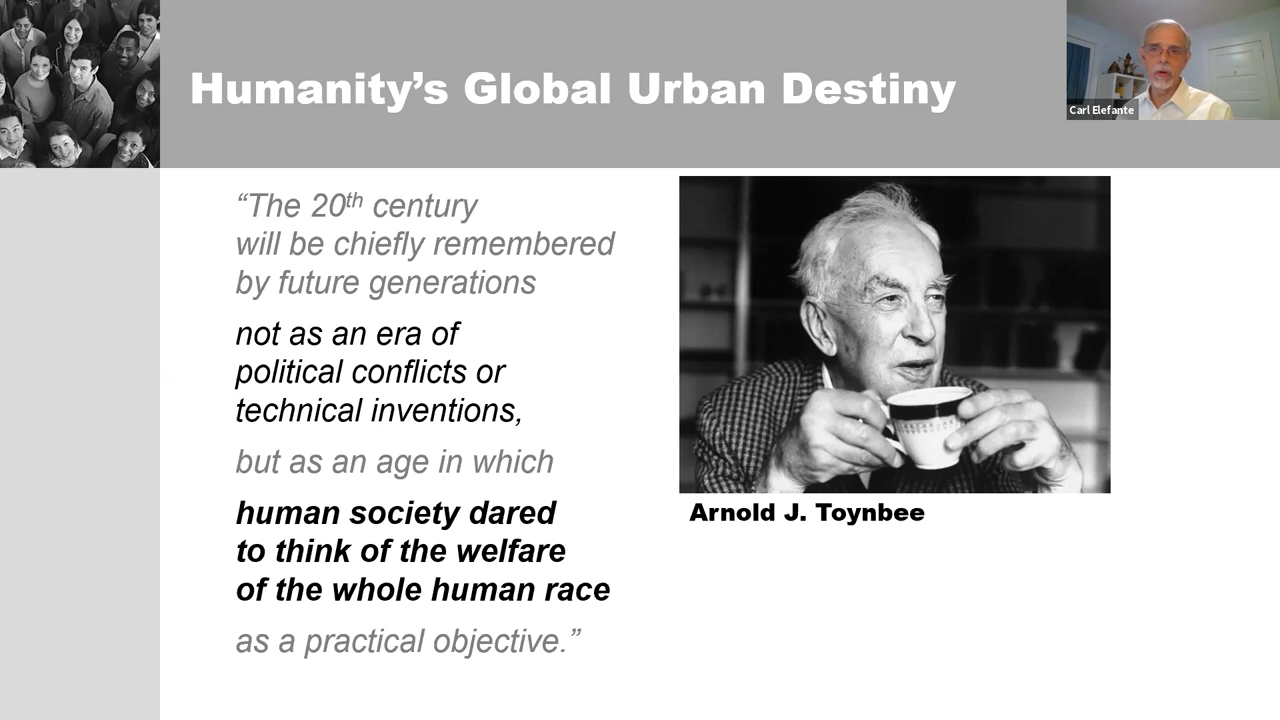 Humanity’s Global Urban Destiny
Carl Elefante
“The 20th century
will be chiefly remembered
by future generations
not as an era of
political conflicts or
technical inventions,
but as an age in which
human society dared
to think of the welfare
of the whole human race
as a practical objective.”
Arnold J. Toynbee